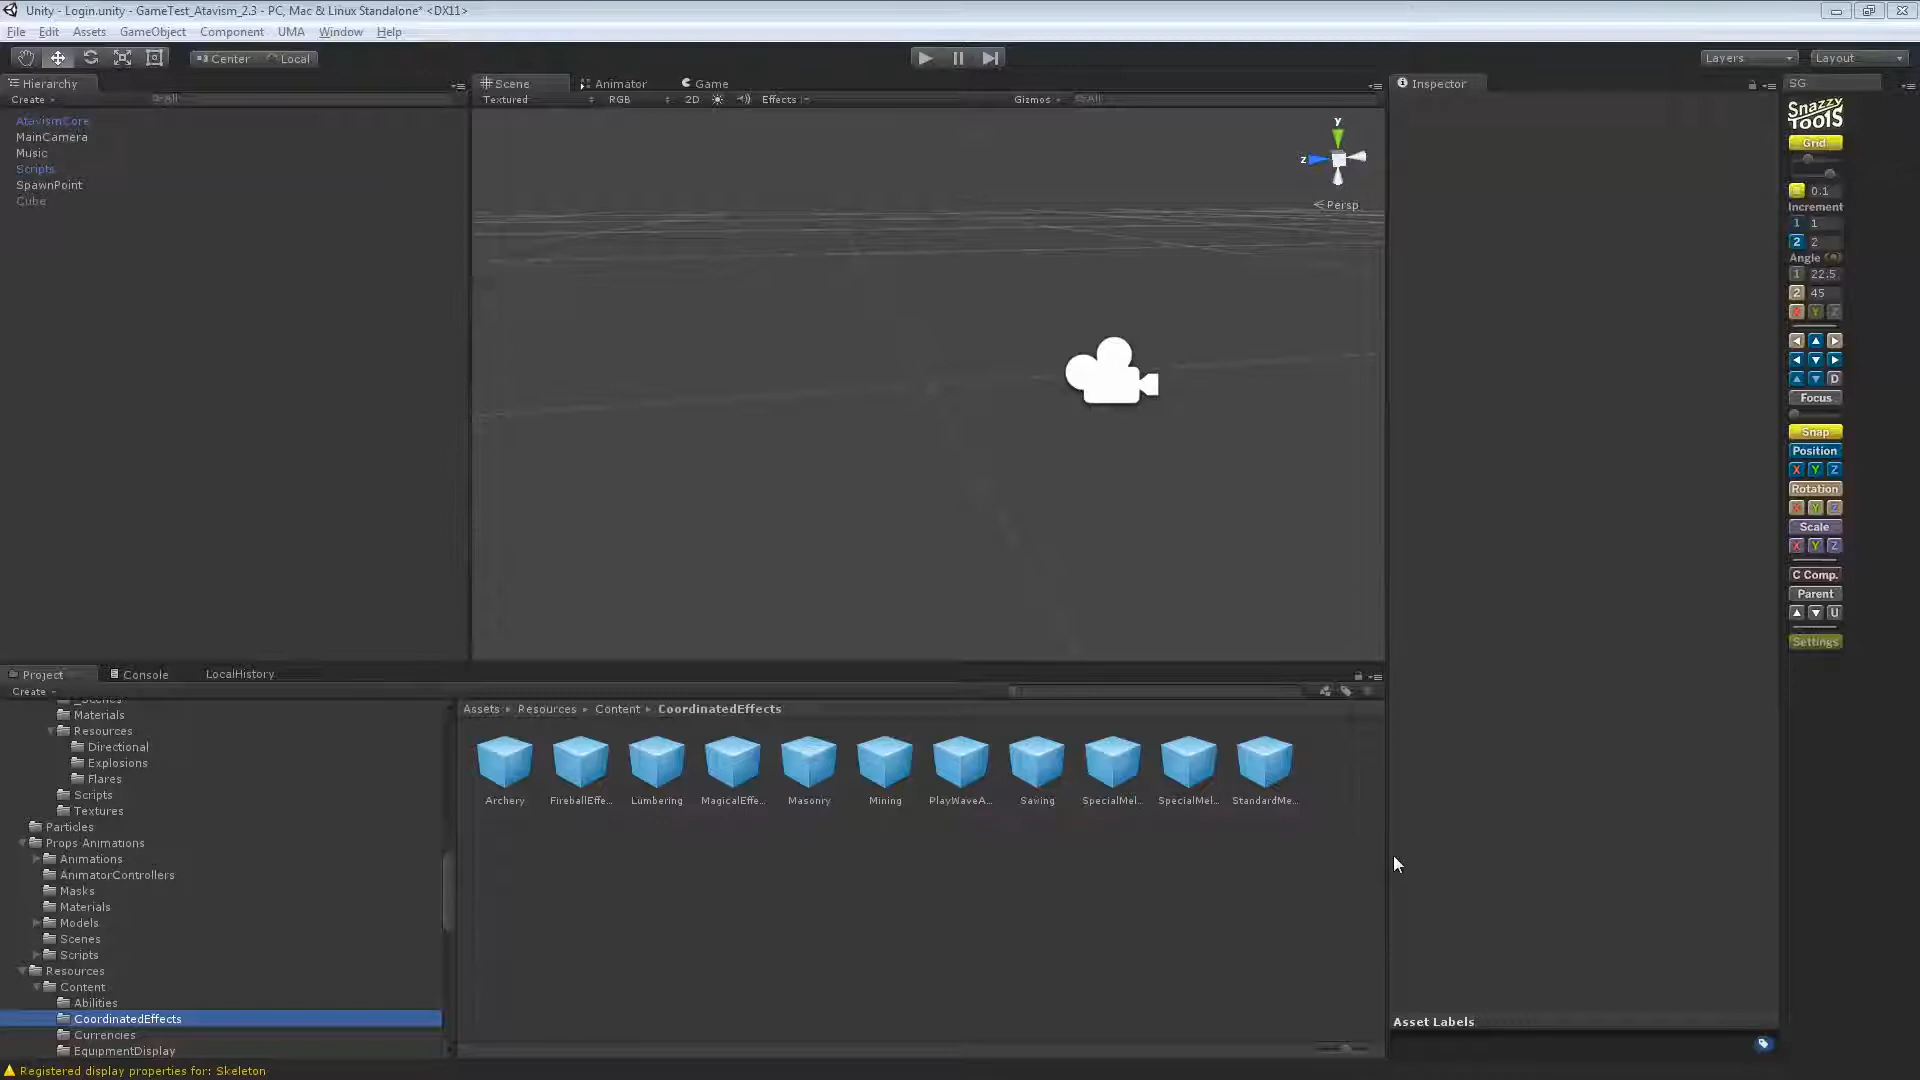 Unity - Login.unity - GameTest_Atavism_2.3 - PC, Mac & Linux Standalone* <DX11>
File Edit Assets GameObject Component UMA Window Help
Center Local Layers Layout
Hierarchy
Create All
AtavismCore
MainCamera
Music
Scripts
SpawnPoint
Cube
Scene Animator Game
Textured RGB 2D Effects Gizmos All
y
z
Persp
Inspector
Asset Labels
SG
Snazzy
Tools
Grid
0.1
Increment
1 1
2 2
Angle
1 22.5
2 45
X Y Z
D
Focus
Snap
Position
X Y Z
Rotation
X Y Z
Scale
X Y Z
C Comp.
Parent
U
Settings
Project Console LocalHistory
Create
Materials
Resources
Directional
Explosions
Flares
Scripts
Textures
Particles
Props Animations
Animations
AnimatorControllers
Masks
Materials
Models
Scenes
Scripts
Resources
Content
Abilities
CoordinatedEffects
Currencies
EquipmentDisplay
Assets Resources Content CoordinatedEffects
Archery FireballEffe... Lumbering MagicalEffe... Masonry Mining PlayWaveA... Sawing SpecialMel... SpecialMel... StandardMe...
Registered display properties for: Skeleton